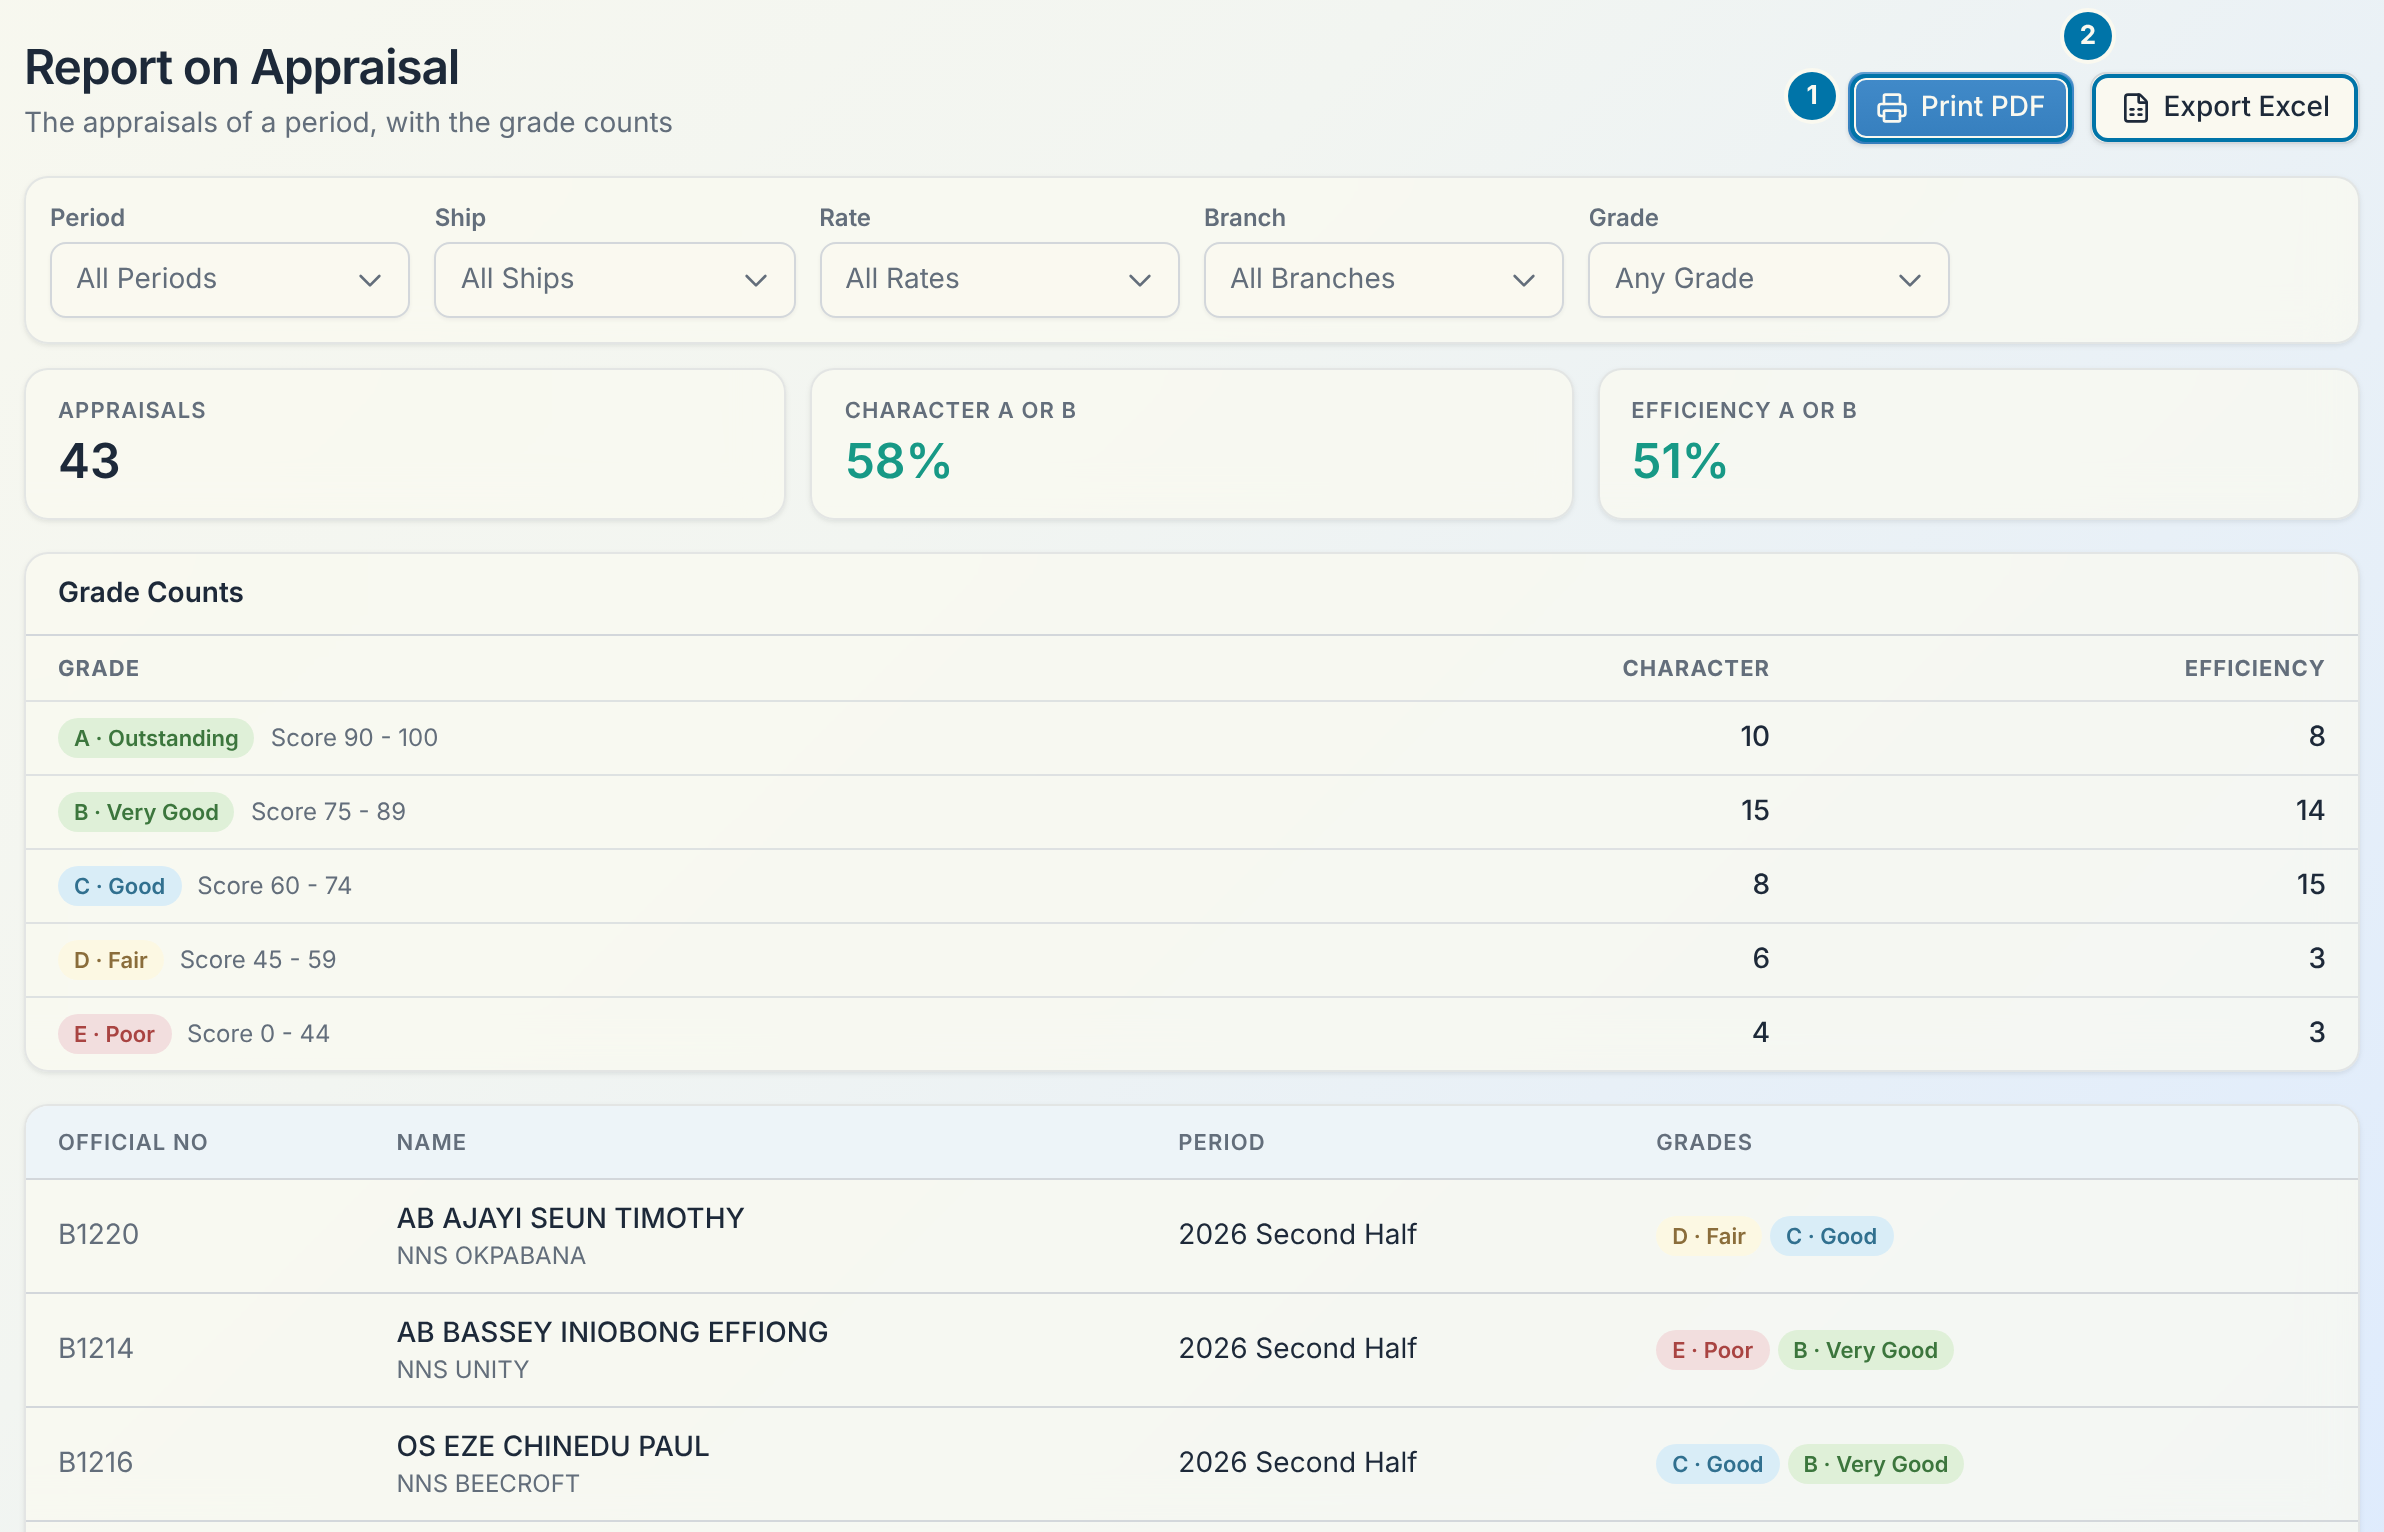 Report on Appraisal
The appraisals of a period, with the grade counts
1
Print PDF
2
Export Excel
Period
Ship
Rate
Branch
Grade
All Periods
All Ships
All Rates
All Branches
Any Grade
APPRAISALS
43
CHARACTER A OR B
58%
EFFICIENCY A OR B
51%
Grade Counts
GRADE CHARACTER EFFICIENCY
A · Outstanding Score 90 - 100 10 8
B · Very Good Score 75 - 89 15 14
C · Good Score 60 - 74 8 15
D · Fair Score 45 - 59 6 3
E · Poor Score 0 - 44 4 3
OFFICIAL NO NAME PERIOD GRADES
B1220 AB AJAYI SEUN TIMOTHY 2026 Second Half D · Fair C · Good
NNS OKPABANA
B1214 AB BASSEY INIOBONG EFFIONG 2026 Second Half E · Poor B · Very Good
NNS UNITY
B1216 OS EZE CHINEDU PAUL 2026 Second Half C · Good B · Very Good
NNS BEECROFT